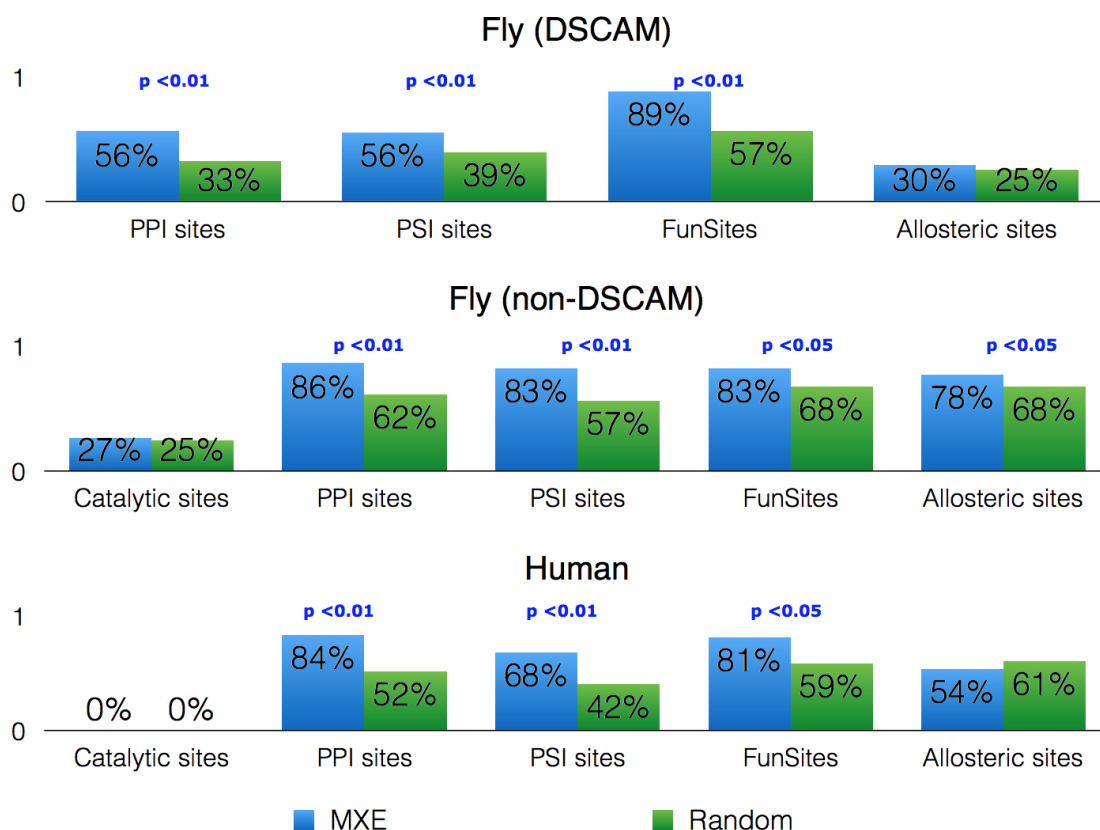 Fly (DSCAM)
1
p <0.01 p <0.01 p <0.01
56% 33% 56% 39% 89% 57% 30% 25%
0
PPI sites PSI sites FunSites Allosteric sites
Fly (non-DSCAM)
1
p <0.01 p <0.01 p <0.05 p <0.05
27% 25% 86% 62% 83% 57% 83% 68% 78% 68%
0
Catalytic sites PPI sites PSI sites FunSites Allosteric sites
Human
1
p <0.01 p <0.01 p <0.05
0% 0% 84% 52% 68% 42% 81% 59% 54% 61%
0
Catalytic sites PPI sites PSI sites FunSites Allosteric sites
MXE Random